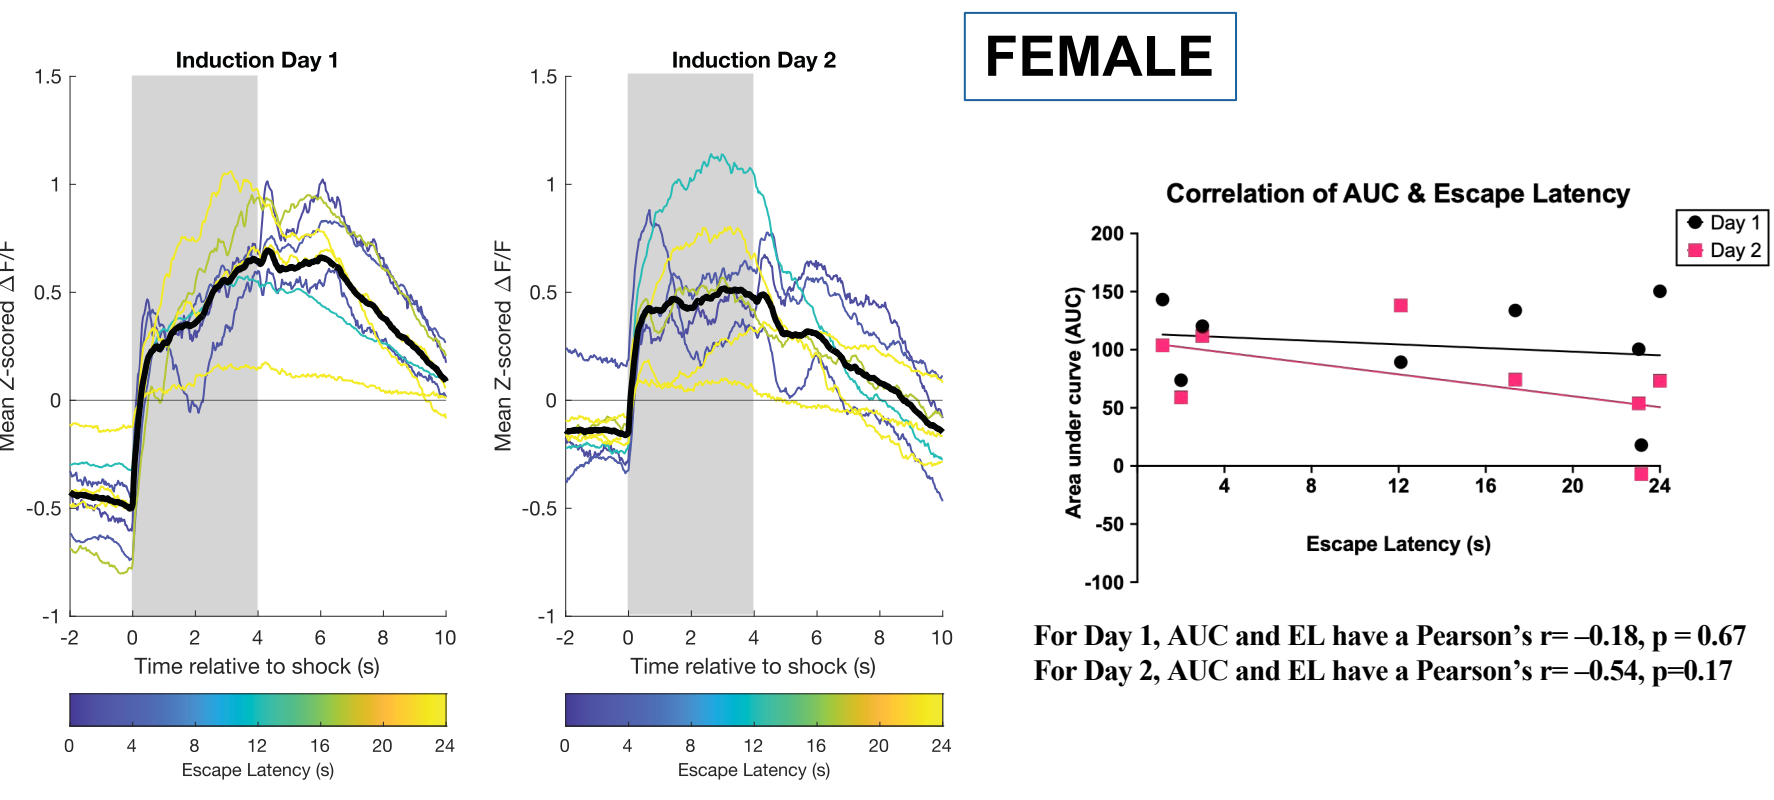 FEMALE
Induction Day 1
Mean Z-scored ΔF/F
1.5
1
0.5
0
-0.5
-1
-2 0 2 4 6 8 10
Time relative to shock (s)
0 4 8 12 16 20 24
Escape Latency (s)
Induction Day 2
Mean Z-scored ΔF/F
1.5
1
0.5
0
-0.5
-1
-2 0 2 4 6 8 10
Time relative to shock (s)
0 4 8 12 16 20 24
Escape Latency (s)
Correlation of AUC & Escape Latency
Day 1
Day 2
Area under curve (AUC)
200
150
100
50
0
-50
-100
4 8 12 16 20 24
Escape Latency (s)
For Day 1, AUC and EL have a Pearson’s r= –0.18, p = 0.67
For Day 2, AUC and EL have a Pearson’s r= –0.54, p=0.17